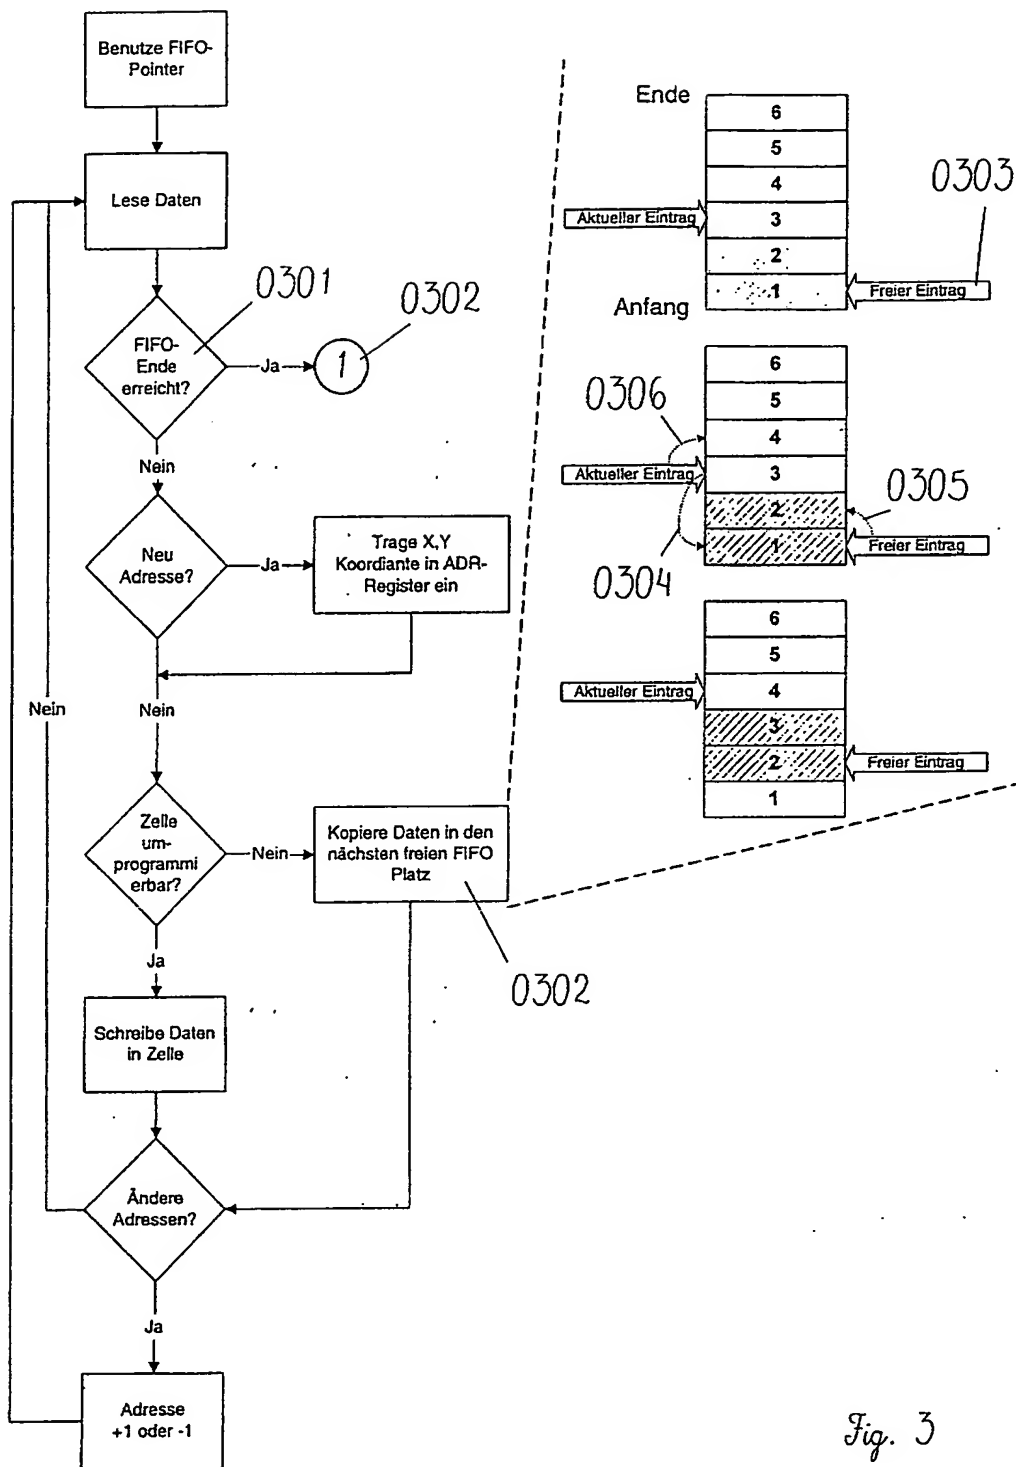 Benutze FIFO-
Pointer
Lese Daten
0301
0302
FIFO-
Ende
erreicht?
Ja
1
Nein
Neu
Adresse?
Ja
Trage X,Y
Koordiante in ADR-
Register ein
Nein
Nein
Zelle
um-
programmi
erbar?
Nein
Kopiere Daten in den
nächsten freien FIFO
Platz
0302
Ja
Schreibe Daten
in Zelle
Ändere
Adressen?
Ja
Adresse
+1 oder -1
Ende
6
5
4
Aktueller Eintrag
3
2
1
Freier Eintrag
0303
Anfang
6
5
0306
4
Aktueller Eintrag
3
0305
2
1
Freier Eintrag
0304
6
5
Aktueller Eintrag
4
3
2
Freier Eintrag
1
Fig. 3